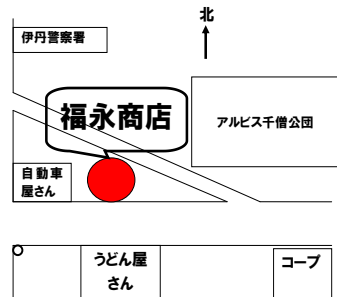 北
伊丹警察署
福永商店
アルビス千僧公団
自動車
屋さん
うどん屋
さん
コープ